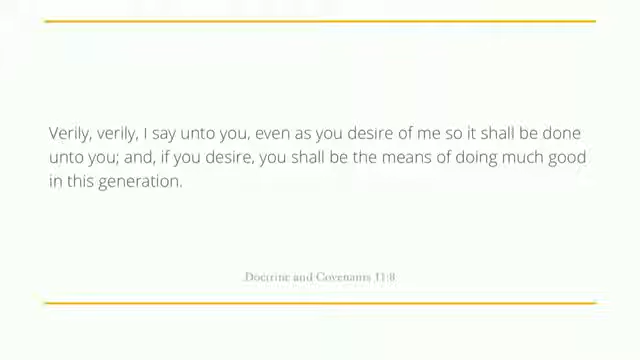 Verily, verily, I say unto you, even as you desire of me so it shall be done
unto you; and, if you desire, you shall be the means of doing much good
in this generation.
Doctrine and Covenants 11:8